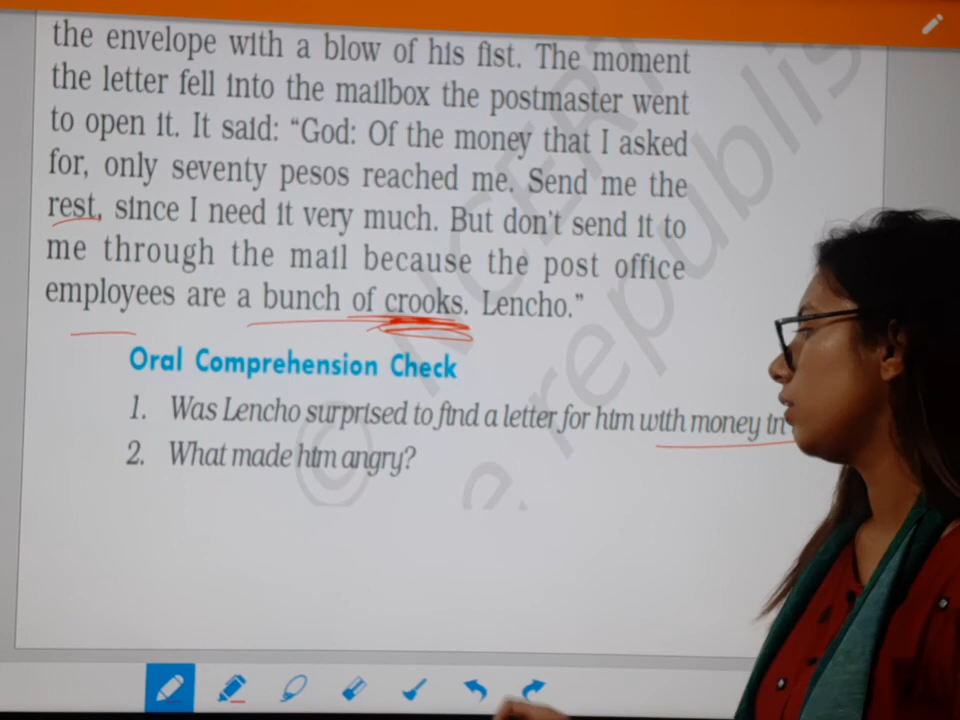 the envelope with a blow of his fist. The moment
the letter fell into the mailbox the postmaster went
to open it. It said: “God: Of the money that I asked
for, only seventy pesos reached me. Send me the
rest, since I need it very much. But don't send it to
me through the mail because the post office
employees are a bunch of crooks. Lencho.”
Oral Comprehension Check
1. Was Lencho surprised to find a letter for him with money in
2. What made him angry?
© NCERT
republis